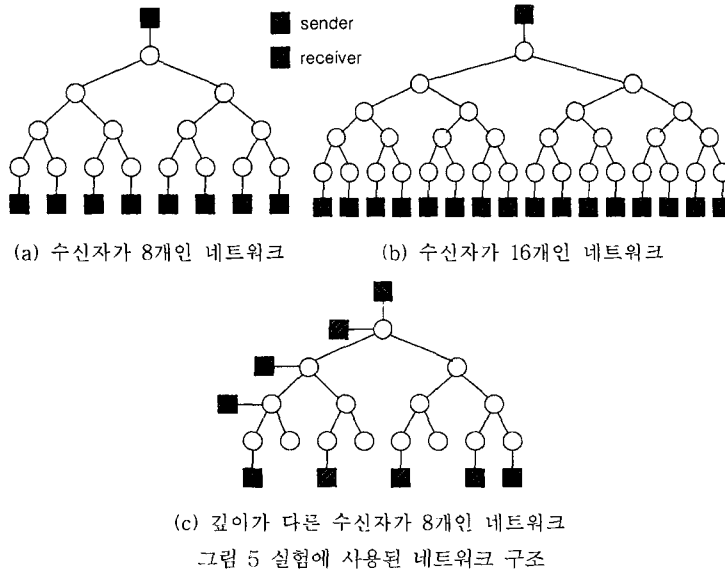 sender
receiver
(a) 수신자가 8개인 네트워크
(b) 수신자가 16개인 네트워크
(c) 깊이가 다른 수신자가 8개인 네트워크
그림 5 실험에 사용된 네트워크 구조